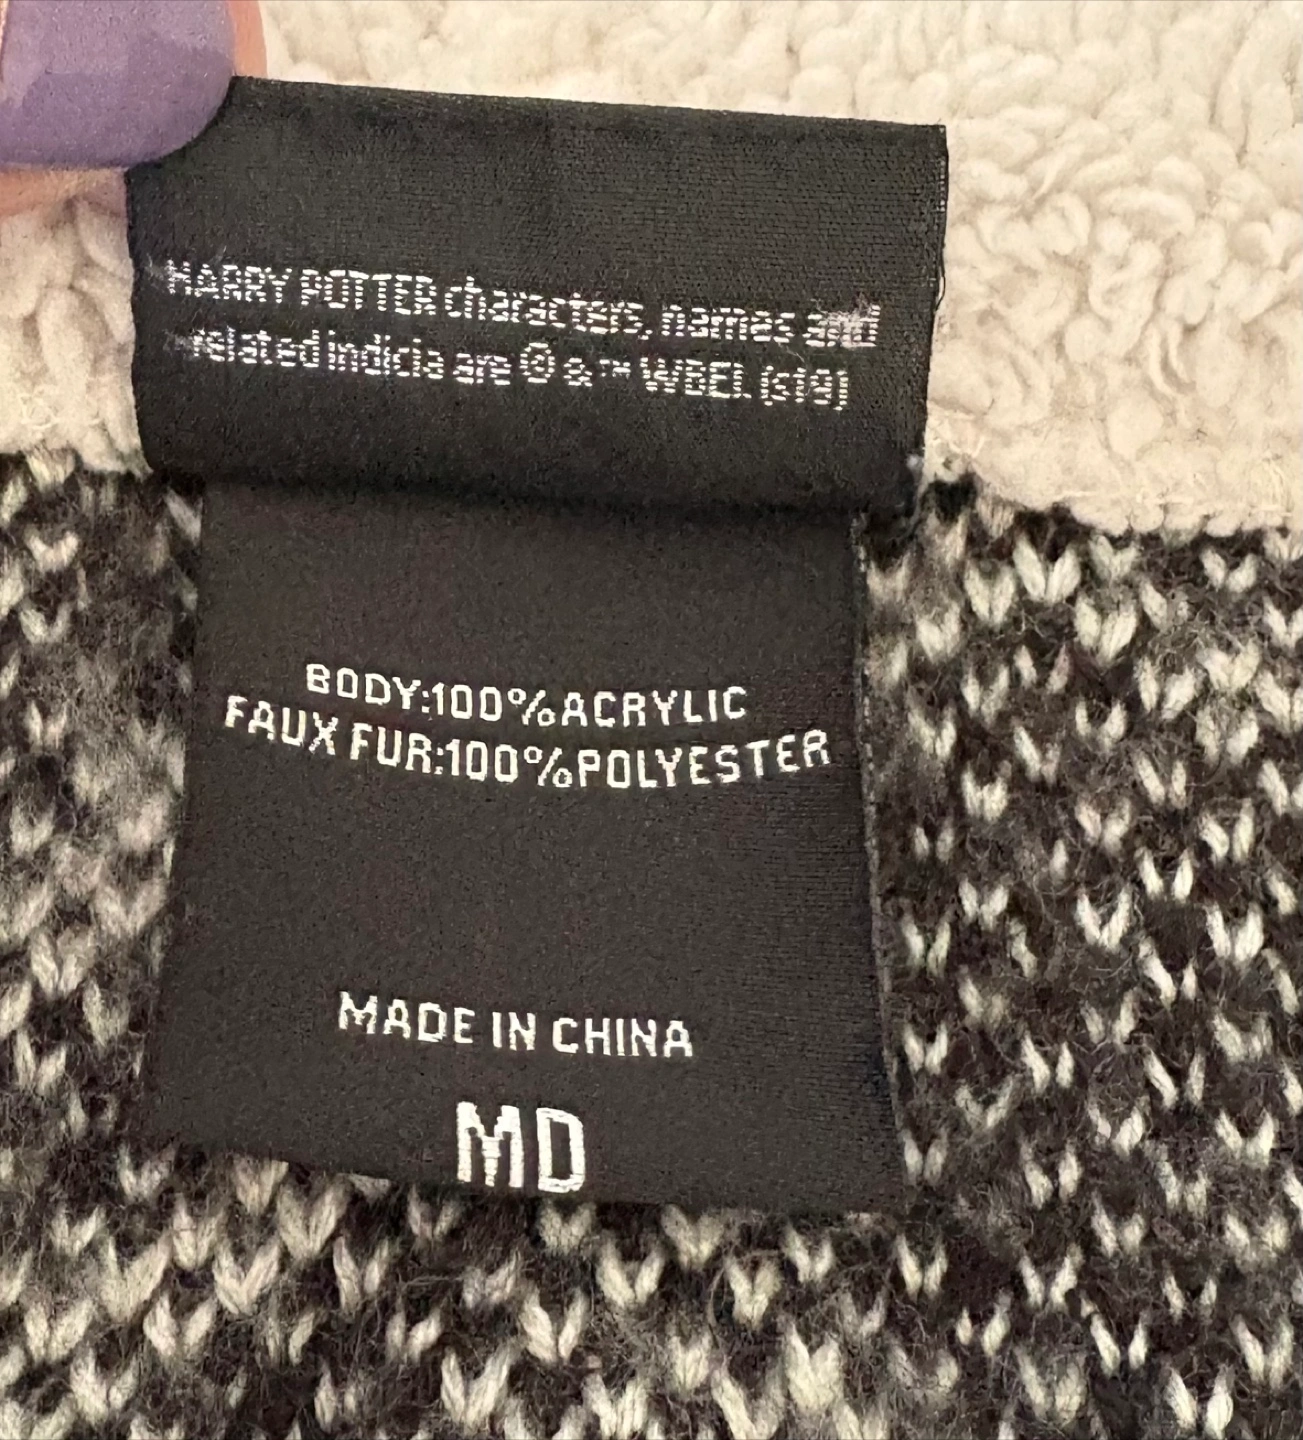 HARRY POTTER characters, names and
related indicia are © & ™ WBEI. (s19)
BODY:100%ACRYLIC
FAUX FUR:100%POLYESTER
MADE IN CHINA
MD